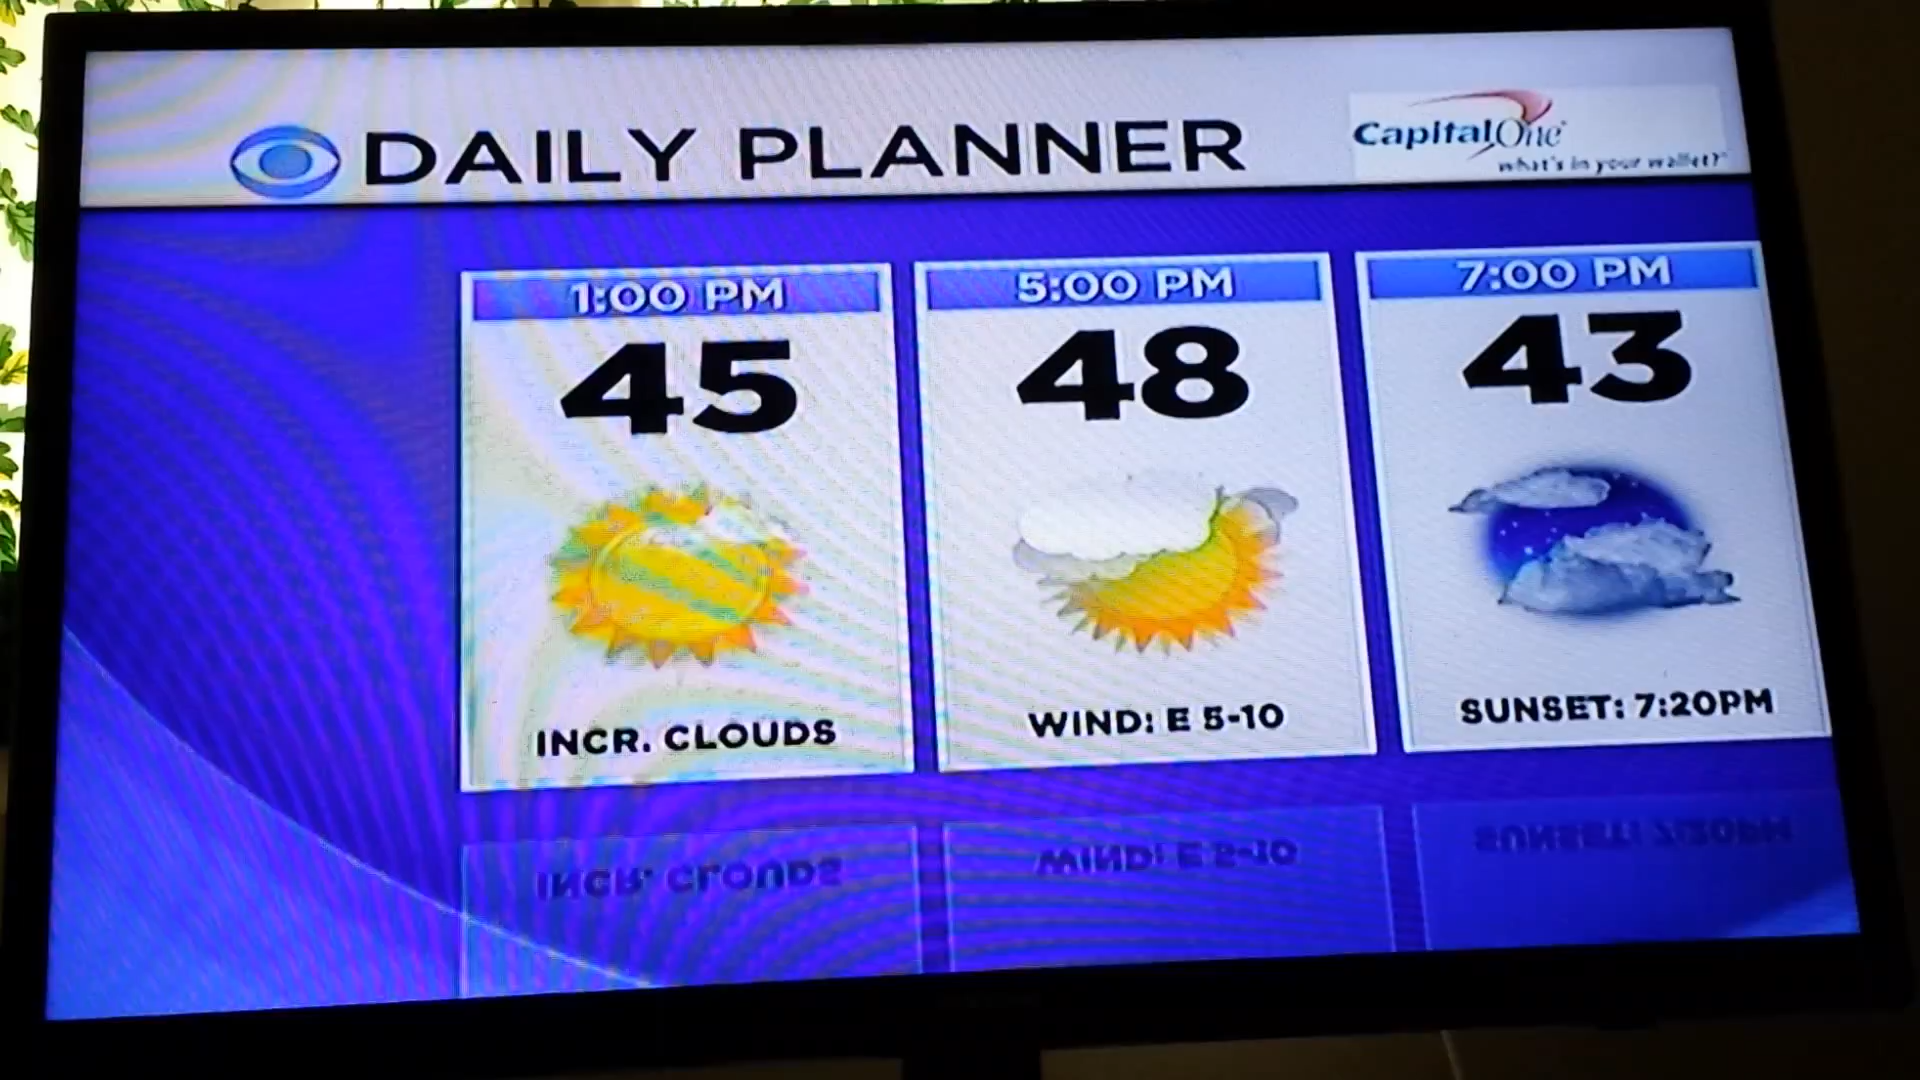 DAILY PLANNER
CapitalOne
what's in your wallet?
1:00 PM
45
INCR. CLOUDS
5:00 PM
48
WIND: E 5-10
7:00 PM
43
SUNSET: 7:20PM